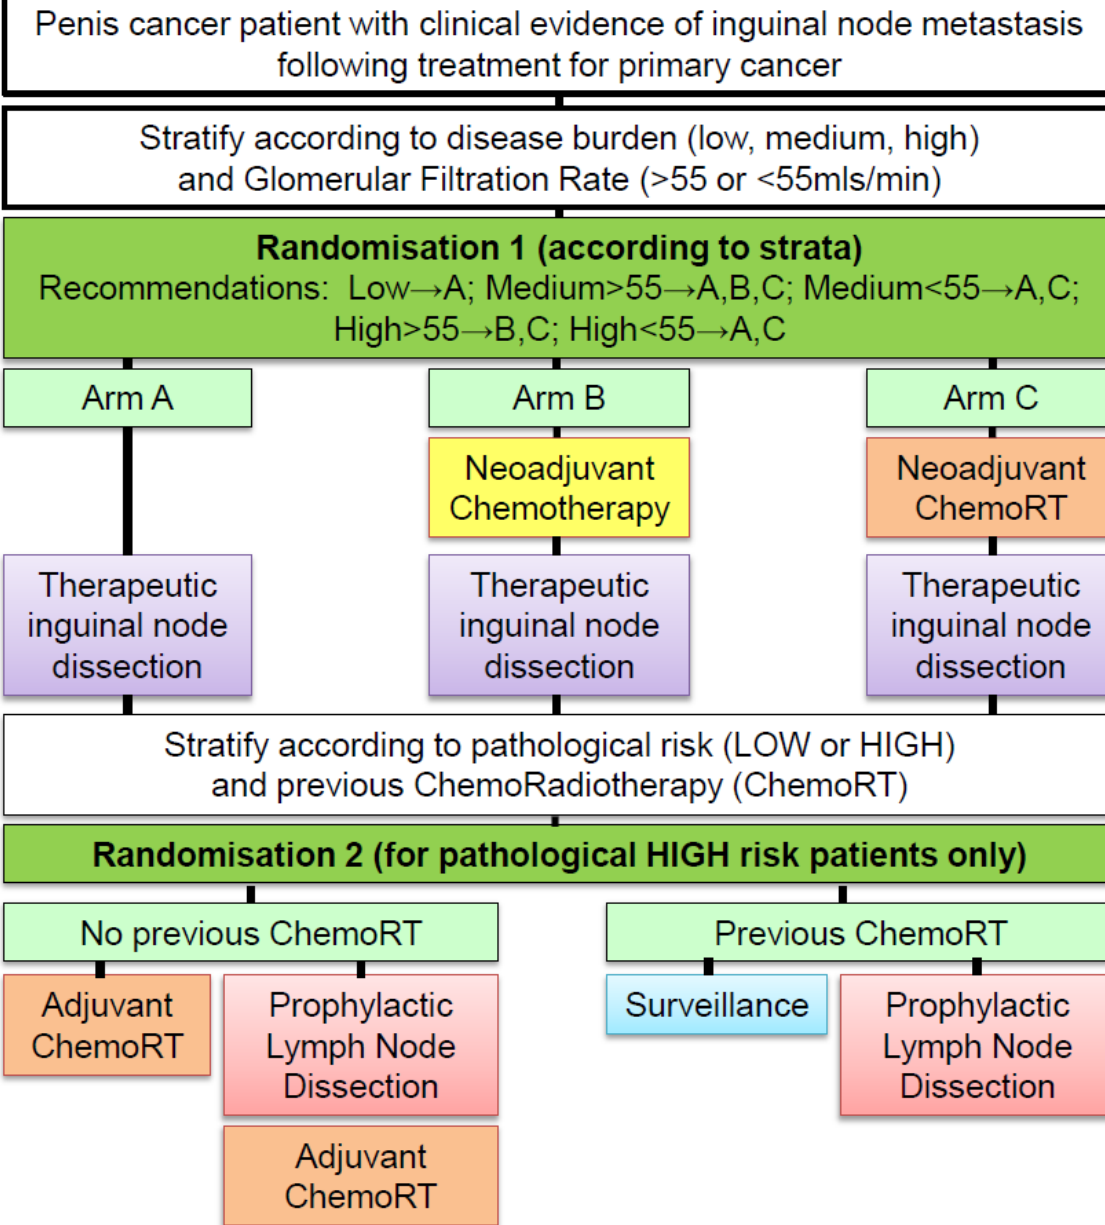 Penis cancer patient with clinical evidence of inguinal node metastasis
following treatment for primary cancer
Stratify according to disease burden (low, medium, high)
and Glomerular Filtration Rate (>55 or <55mls/min)
Randomisation 1 (according to strata)
Recommendations: Low→A; Medium>55→A,B,C; Medium<55→A,C;
High>55→B,C; High<55→A,C
Arm A
Arm B
Arm C
Neoadjuvant
Chemotherapy
Neoadjuvant
ChemoRT
Therapeutic
inguinal node
dissection
Therapeutic
inguinal node
dissection
Therapeutic
inguinal node
dissection
Stratify according to pathological risk (LOW or HIGH)
and previous ChemoRadiotherapy (ChemoRT)
Randomisation 2 (for pathological HIGH risk patients only)
No previous ChemoRT
Previous ChemoRT
Adjuvant
ChemoRT
Prophylactic
Lymph Node
Dissection
Surveillance
Prophylactic
Lymph Node
Dissection
Adjuvant
ChemoRT